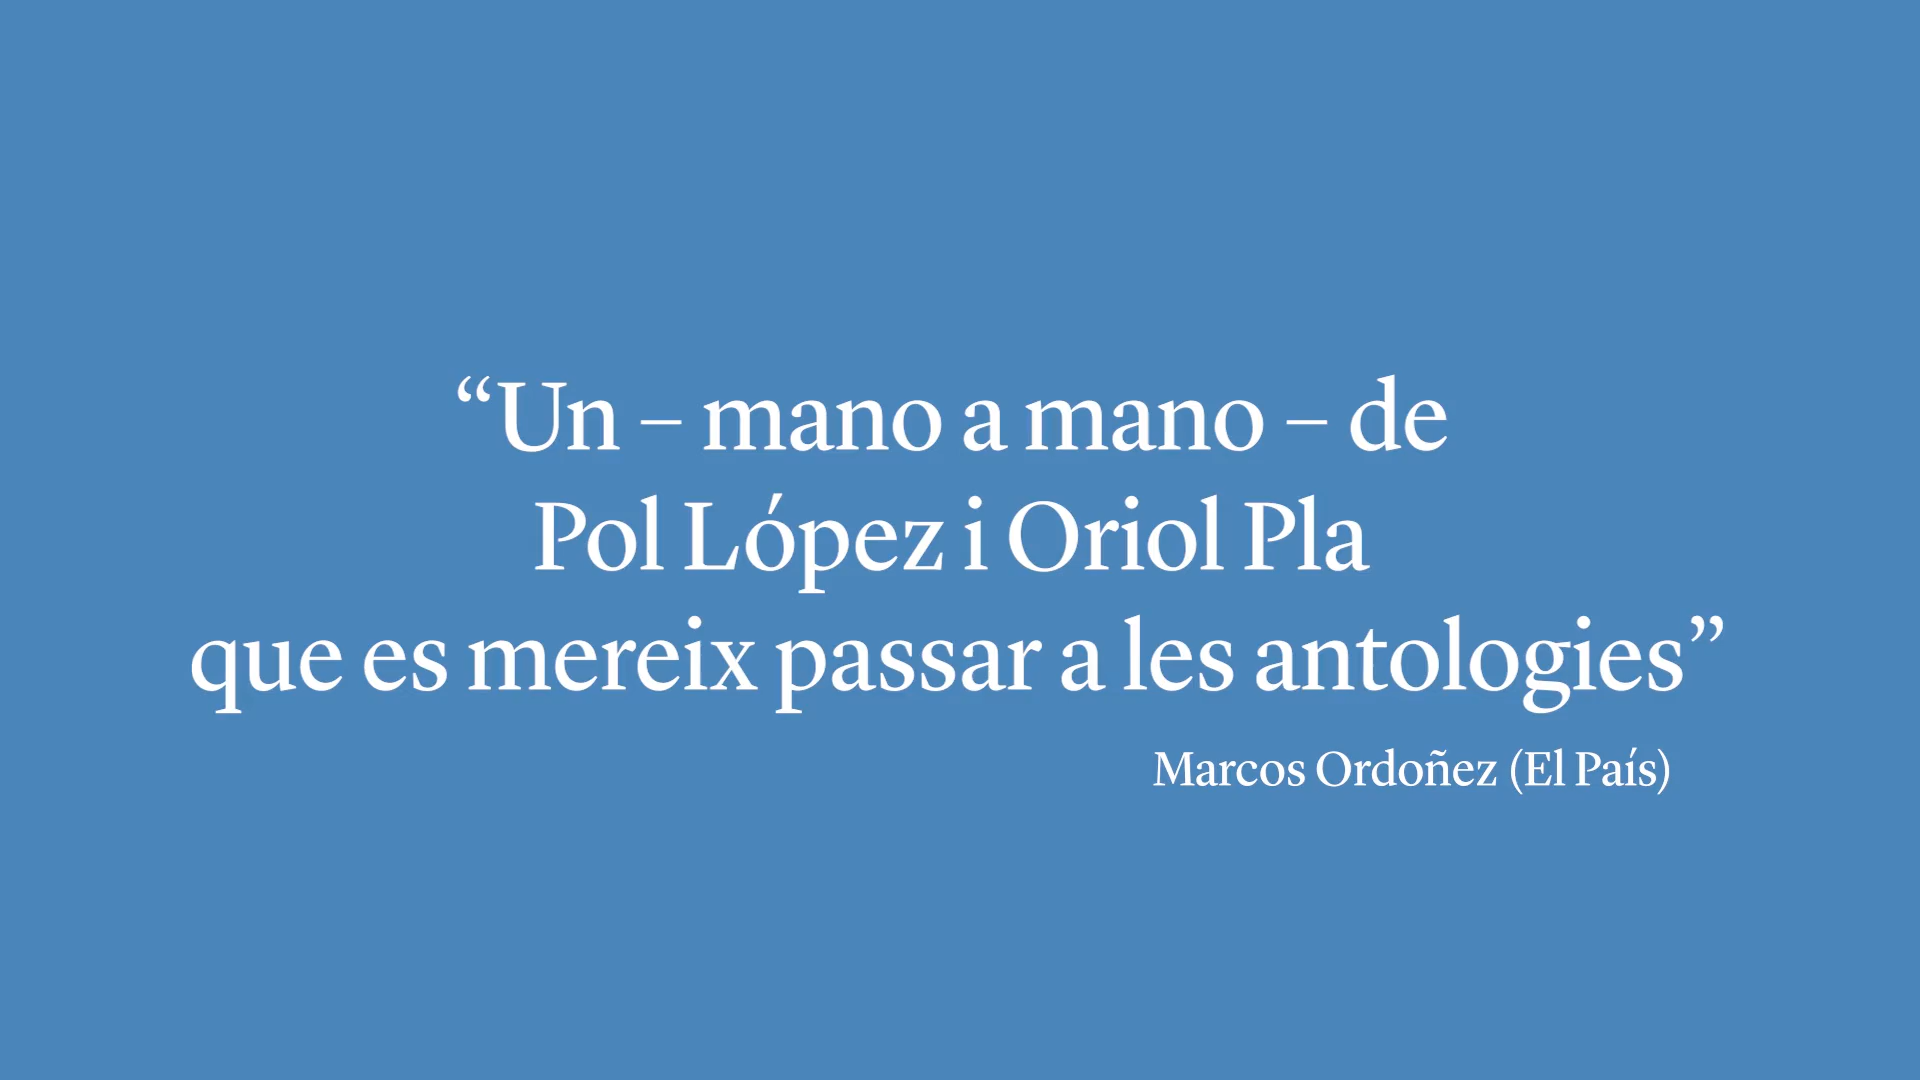 “Un – mano a mano – de
Pol López i Oriol Pla
que es mereix passar a les antologies”
Marcos Ordoñez (El País)